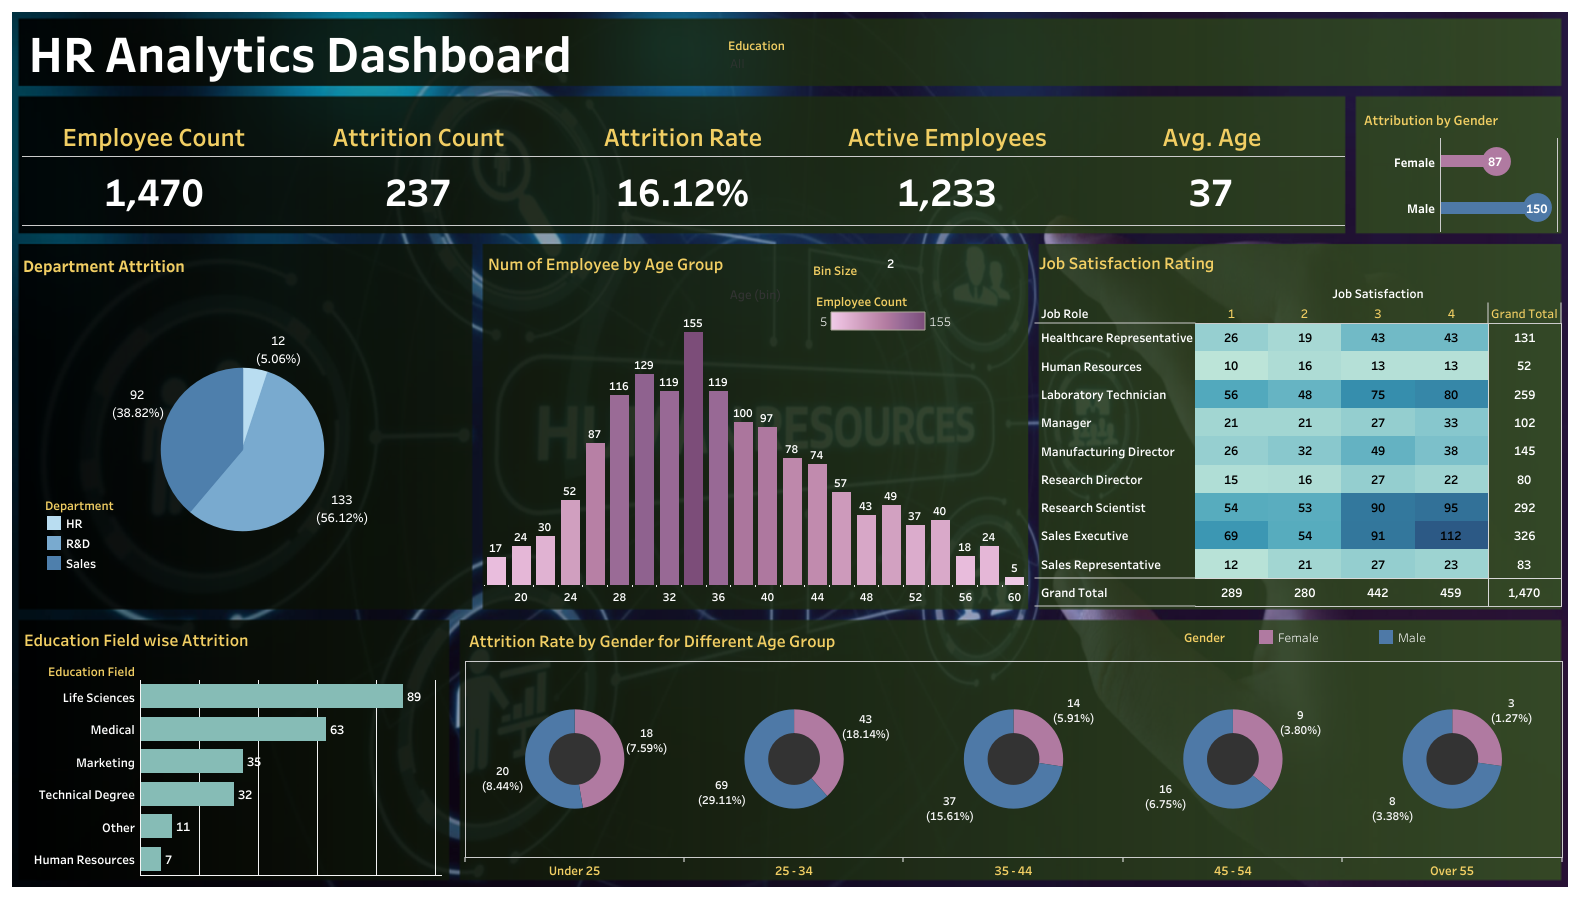 HR Analytics Dashboard
Education
All
Employee Count
Attrition Count
Attrition Rate
Active Employees
Avg. Age
1,470
237
16.12%
1,233
37
Attribution by Gender
Female
87
Male
150
Department Attrition
12
(5.06%)
92
(38.82%)
133
(56.12%)
Department
HR
R&D
Sales
Num of Employee by Age Group
Bin Size
2
Age (bin)
Employee Count
5
155
17
24
30
52
87
116
129
119
155
119
100
97
78
74
57
43
49
37
40
18
24
5
20
24
28
32
36
40
44
48
52
56
60
Job Satisfaction Rating
Job Satisfaction
Job Role 1 2 3 4 Grand Total
Healthcare Representative 26 19 43 43 131
Human Resources 10 16 13 13 52
Laboratory Technician 56 48 75 80 259
Manager 21 21 27 33 102
Manufacturing Director 26 32 49 38 145
Research Director 15 16 27 22 80
Research Scientist 54 53 90 95 292
Sales Executive 69 54 91 112 326
Sales Representative 12 21 27 23 83
Grand Total 289 280 442 459 1,470
Education Field wise Attrition
Education Field
Life Sciences 89
Medical 63
Marketing 35
Technical Degree 32
Other 11
Human Resources 7
Attrition Rate by Gender for Different Age Group
Gender
Female
Male
18
(7.59%)
20
(8.44%)
43
(18.14%)
69
(29.11%)
14
(5.91%)
37
(15.61%)
9
(3.80%)
16
(6.75%)
3
(1.27%)
8
(3.38%)
Under 25
25 - 34
35 - 44
45 - 54
Over 55